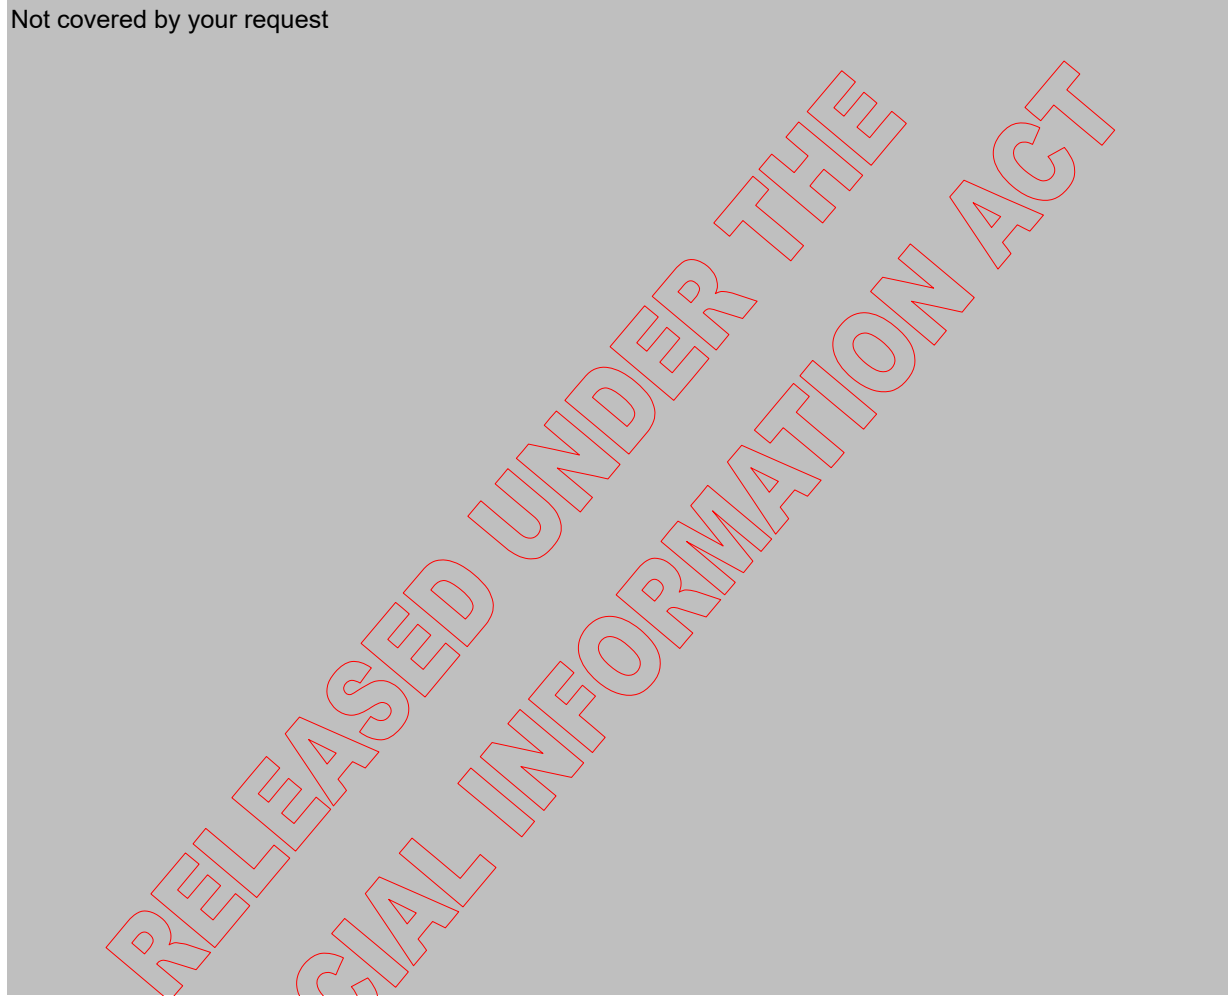 Not covered by your request
RELEASED UNDER THE
CIAL INFORMATION ACT